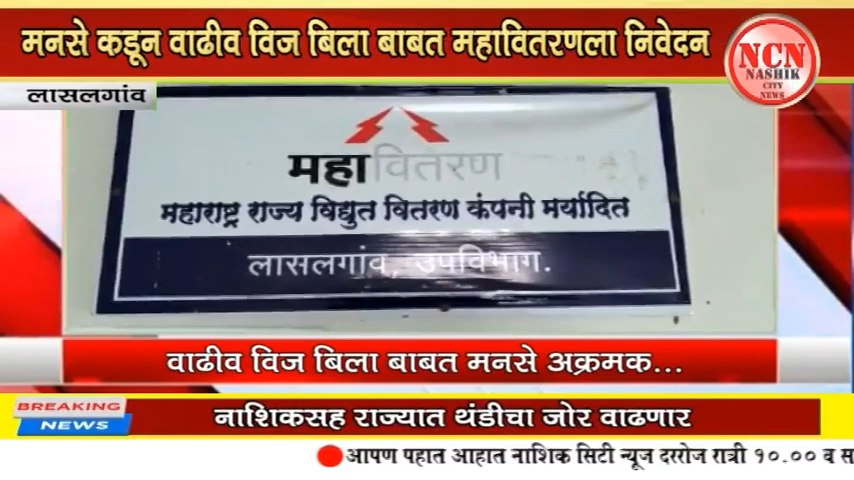 मनसे कडून वाढीव विज बिला बाबत महावितरणला निवेदन
NCN
NASHIK
CITY
NEWS
लासलगांव
महावितरण
महाराष्ट्र राज्य विद्युत वितरण कंपनी मर्यादित
लासलगांव, उपविभाग.
वाढीव विज बिला बाबत मनसे अक्रमक...
BREAKING
NEWS
नाशिकसह राज्यात थंडीचा जोर वाढणार
आपण पहात आहात नाशिक सिटी न्यूज दररोज रात्री १०.०० व स